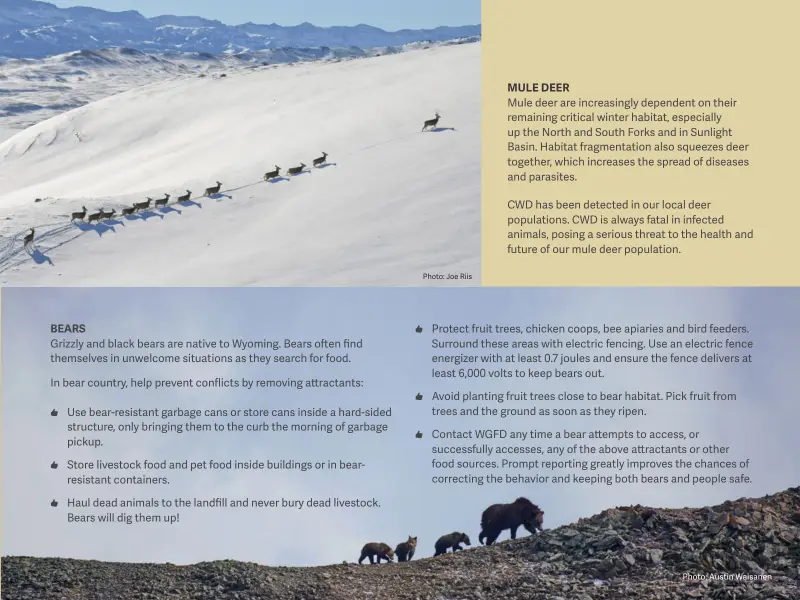 MULE DEER
Mule deer are increasingly dependent on their
remaining critical winter habitat, especially
up the North and South Forks and in Sunlight
Basin. Habitat fragmentation also squeezes deer
together, which increases the spread of diseases
and parasites.
CWD has been detected in our local deer
populations. CWD is always fatal in infected
animals, posing a serious threat to the health and
future of our mule deer population.
Photo: Joe Riis
BEARS
Grizzly and black bears are native to Wyoming. Bears often find
themselves in unwelcome situations as they search for food.
In bear country, help prevent conflicts by removing attractants:
Use bear-resistant garbage cans or store cans inside a hard-sided
structure, only bringing them to the curb the morning of garbage
pickup.
Store livestock food and pet food inside buildings or in bear-
resistant containers.
Haul dead animals to the landfill and never bury dead livestock.
Bears will dig them up!
Protect fruit trees, chicken coops, bee apiaries and bird feeders.
Surround these areas with electric fencing. Use an electric fence
energizer with at least 0.7 joules and ensure the fence delivers at
least 6,000 volts to keep bears out.
Avoid planting fruit trees close to bear habitat. Pick fruit from
trees and the ground as soon as they ripen.
Contact WGFD any time a bear attempts to access, or
successfully accesses, any of the above attractants or other
food sources. Prompt reporting greatly improves the chances of
correcting the behavior and keeping both bears and people safe.
Photo: Austin Weisanen